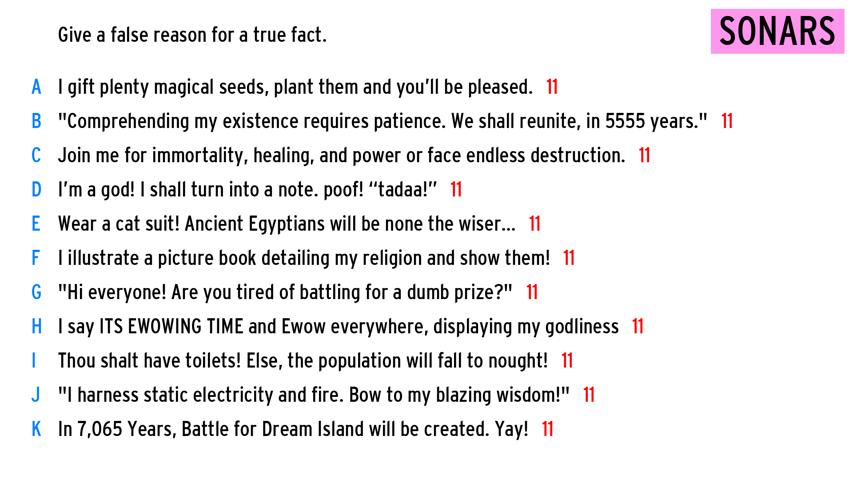 Give a false reason for a true fact.
SONARS
A I gift plenty magical seeds, plant them and you'll be pleased. 11
B "Comprehending my existence requires patience. We shall reunite, in 5555 years." 11
C Join me for immortality, healing, and power or face endless destruction. 11
D I'm a god! I shall turn into a note. poof! “tadaa!” 11
E Wear a cat suit! Ancient Egyptians will be none the wiser... 11
F I illustrate a picture book detailing my religion and show them! 11
G "Hi everyone! Are you tired of battling for a dumb prize?" 11
H I say ITS EWOWING TIME and Ewow everywhere, displaying my godliness 11
I Thou shalt have toilets! Else, the population will fall to nought! 11
J "I harness static electricity and fire. Bow to my blazing wisdom!" 11
K In 7,065 Years, Battle for Dream Island will be created. Yay! 11